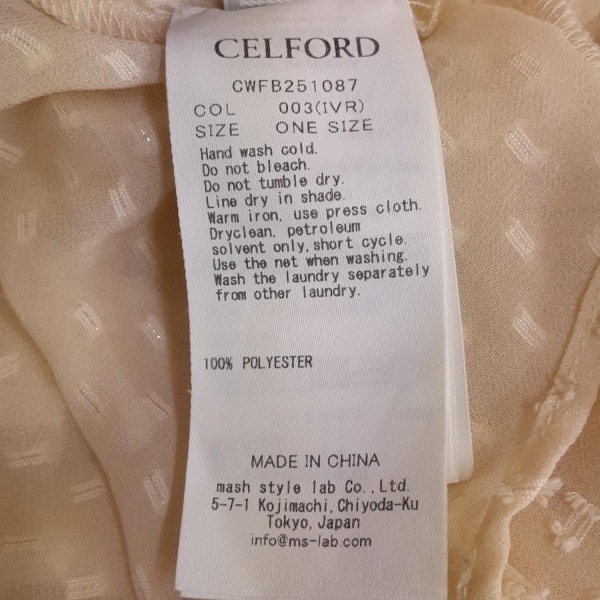 CELFORD
CWFB251087
COL 003(IVR)
SIZE ONE SIZE
Hand wash cold.
Do not bleach.
Do not tumble dry.
Line dry in shade.
Warm iron, use press cloth.
Dryclean, petroleum
solvent only, short cycle.
Use the net when washing.
Wash the laundry separately
from other laundry.
100% POLYESTER
MADE IN CHINA
mash style lab Co.,Ltd.
5-7-1 Kojimachi,Chiyoda-Ku
Tokyo,Japan
info@ms-lab.com